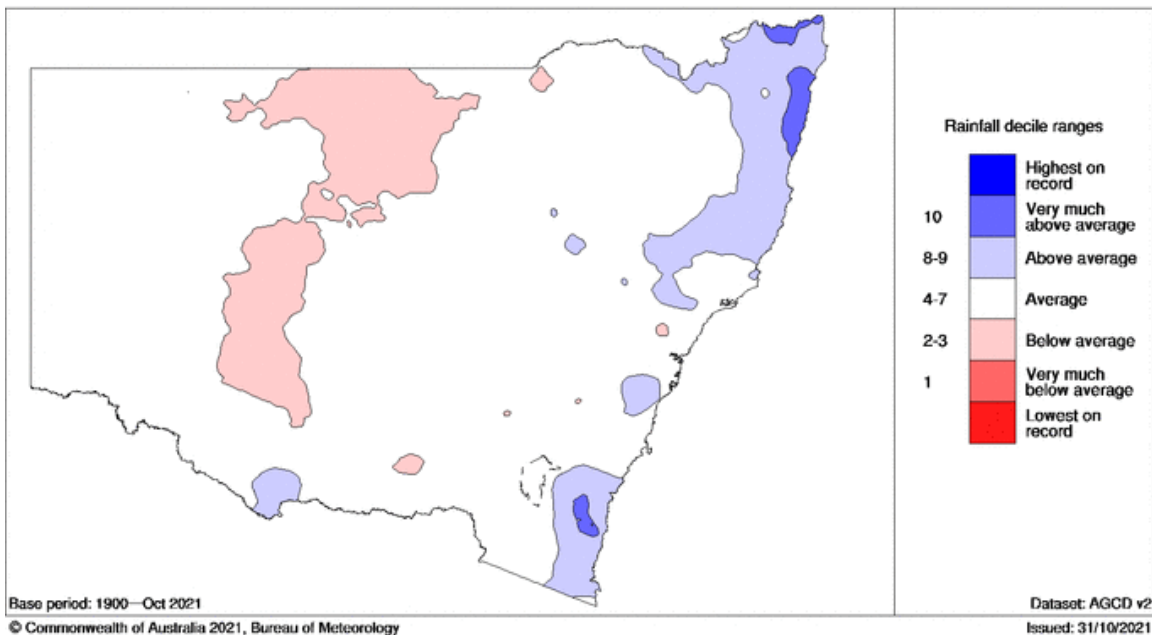 Rainfall decile ranges
Highest on
record
10
Very much
above average
8-9
Above average
4-7
Average
2-3
Below average
1
Very much
below average
Lowest on
record
Base period: 1900—Oct 2021
Dataset: AGCD v2
© Commonwealth of Australia 2021, Bureau of Meteorology
Issued: 31/10/2021